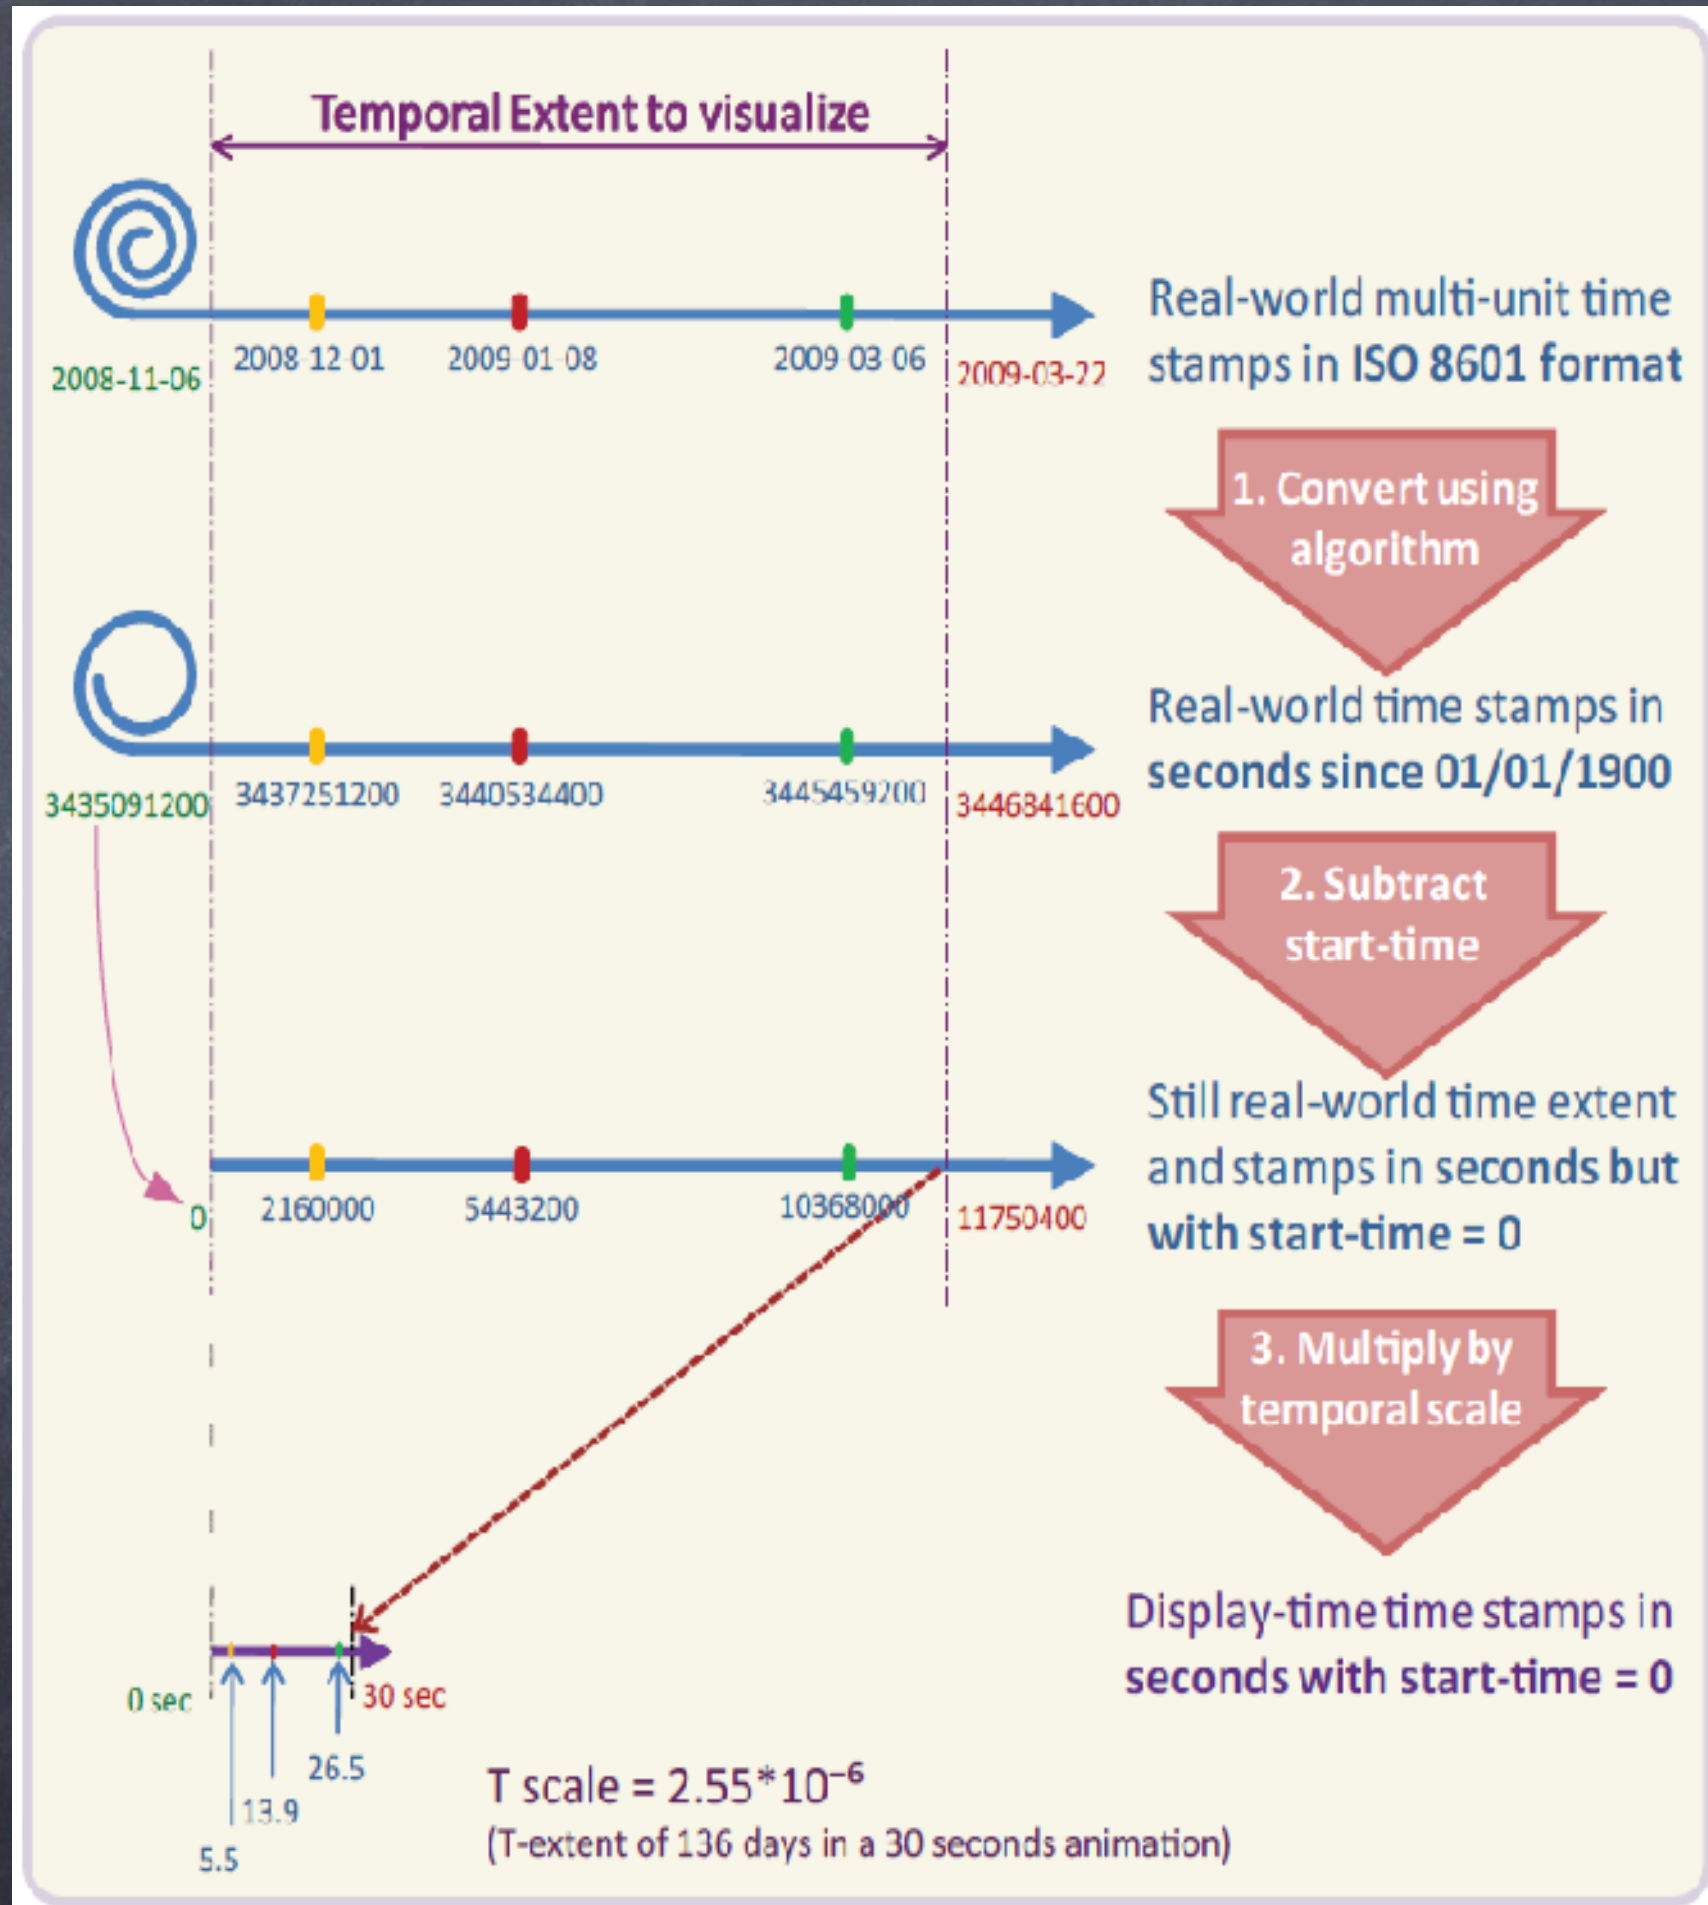 Temporal Extent to visualize
2008-11-06
2008-12-01
2009-01-08
2009-03-06
2009-03-22
Real-world multi-unit time
stamps in ISO 8601 format
1. Convert using
algorithm
3435091200
3437251200
3440534400
3445459200
3446841600
Real-world time stamps in
seconds since 01/01/1900
2. Subtract
start-time
0
2160000
5443200
10368000
11750400
Still real-world time extent
and stamps in seconds but
with start-time = 0
3. Multiply by
temporal scale
0 sec
30 sec
5.5
13.9
26.5
Display-time time stamps in
seconds with start-time = 0
T scale = 2.55*10⁻⁶
(T-extent of 136 days in a 30 seconds animation)